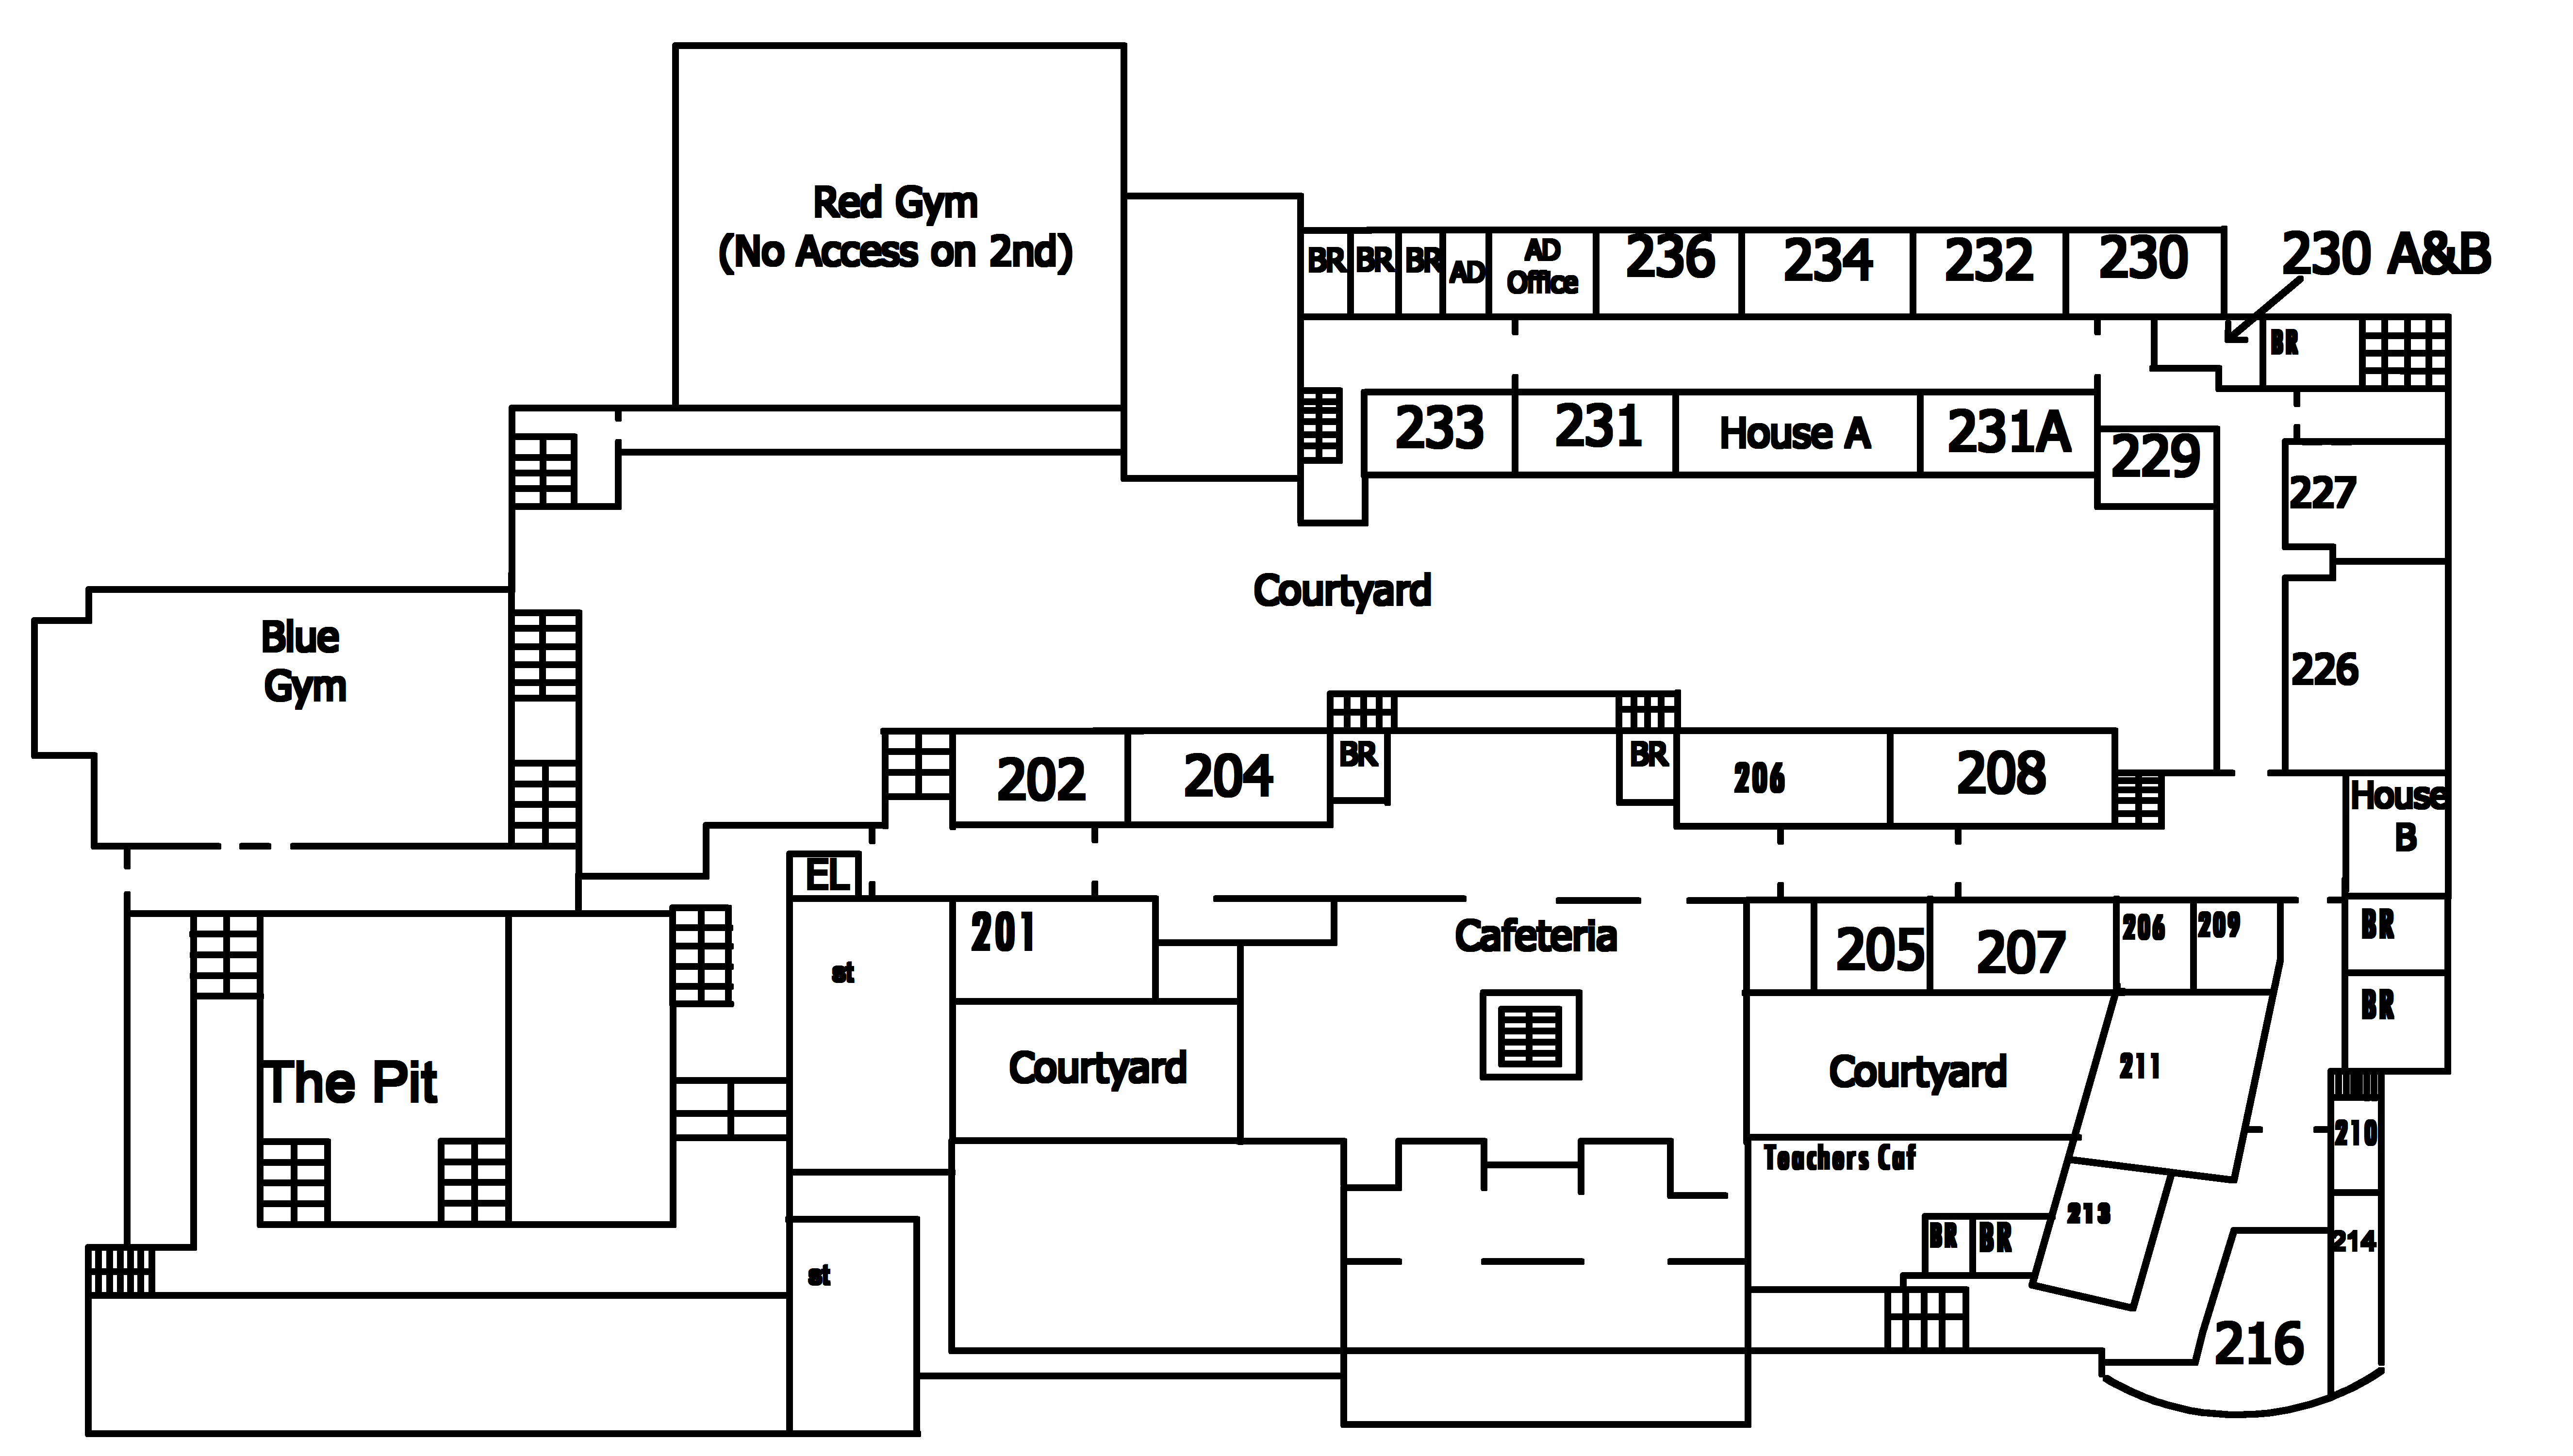 Red Gym
(No Access on 2nd)
BR
BR
BR
AD
AD
Office
236
234
232
230
230 A&B
BR
233
231
House A
231A
229
227
Courtyard
Blue
Gym
226
202
204
BR
BR
206
208
House
B
EL
201
Cafeteria
205
207
206
209
BR
st
BR
The Pit
Courtyard
Courtyard
211
210
Teachers Caf
213
BR
BR
214
st
216